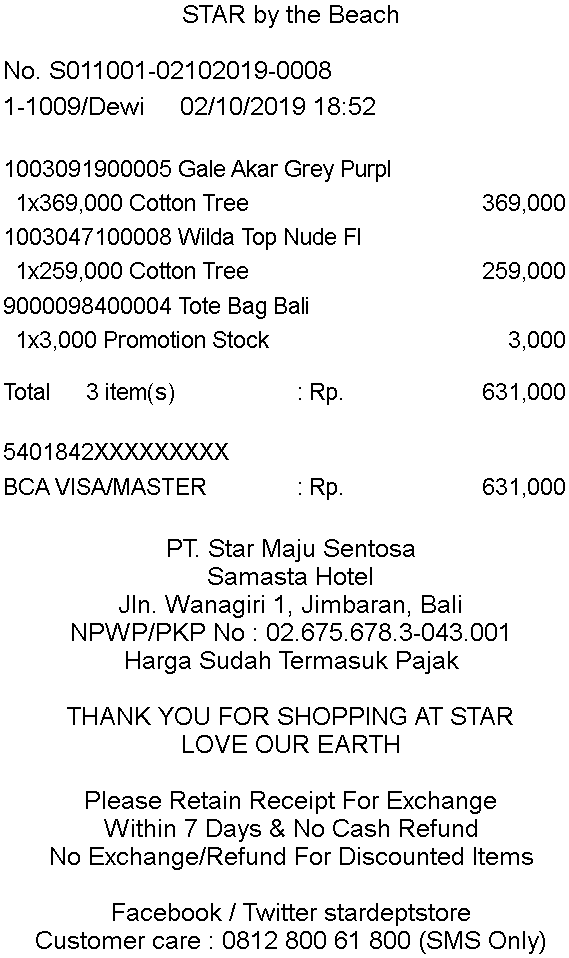 STAR by the Beach
No. S011001-02102019-0008
1-1009/Dewi 02/10/2019 18:52
1003091900005 Gale Akar Grey Purpl
1x369,000 Cotton Tree 369,000
1003047100008 Wilda Top Nude Fl
1x259,000 Cotton Tree 259,000
9000098400004 Tote Bag Bali
1x3,000 Promotion Stock 3,000
Total 3 item(s) : Rp. 631,000
5401842XXXXXXXXX
BCA VISA/MASTER : Rp. 631,000
PT. Star Maju Sentosa
Samasta Hotel
Jln. Wanagiri 1, Jimbaran, Bali
NPWP/PKP No : 02.675.678.3-043.001
Harga Sudah Termasuk Pajak
THANK YOU FOR SHOPPING AT STAR
LOVE OUR EARTH
Please Retain Receipt For Exchange
Within 7 Days & No Cash Refund
No Exchange/Refund For Discounted Items
Facebook / Twitter stardeptstore
Customer care : 0812 800 61 800 (SMS Only)